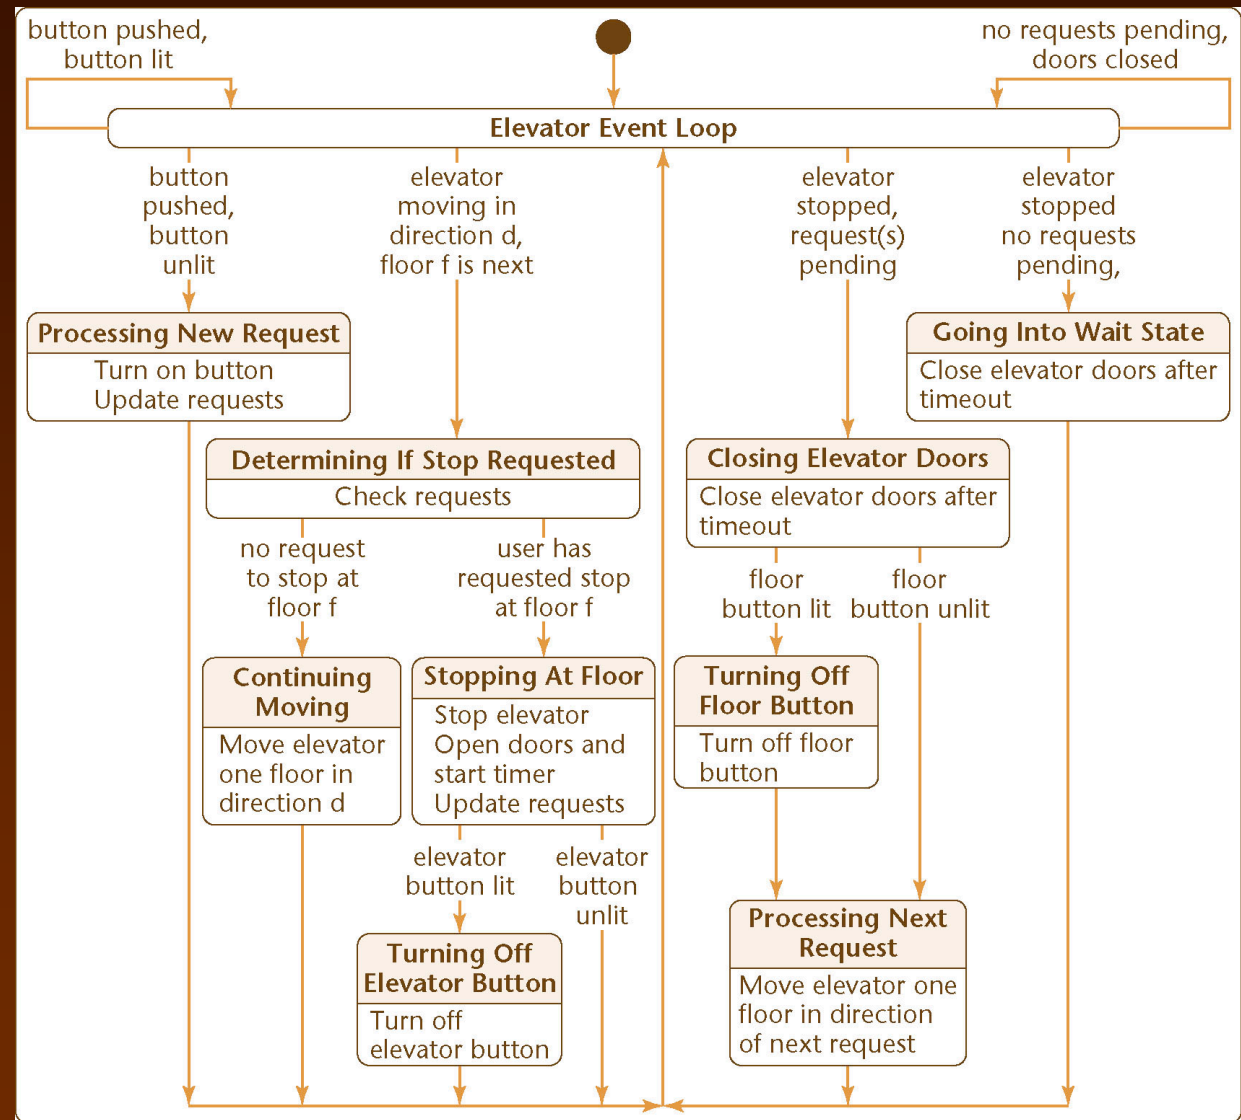 button pushed,
button lit
no requests pending,
doors closed
Elevator Event Loop
button
pushed,
button
unlit
elevator
moving in
direction d,
floor f is next
elevator
stopped,
request(s)
pending
elevator
stopped
no requests
pending,
Processing New Request
Turn on button
Update requests
Going Into Wait State
Close elevator doors after
timeout
Determining If Stop Requested
Check requests
Closing Elevator Doors
Close elevator doors after
timeout
no request
to stop at
floor f
user has
requested stop
at floor f
floor
button lit
floor
button unlit
Continuing
Moving
Move elevator
one floor in
direction d
Stopping At Floor
Stop elevator
Open doors and
start timer
Update requests
Turning Off
Floor Button
Turn off floor
button
elevator
button lit
elevator
button
unlit
Turning Off
Elevator Button
Turn off
elevator button
Processing Next
Request
Move elevator one
floor in direction
of next request